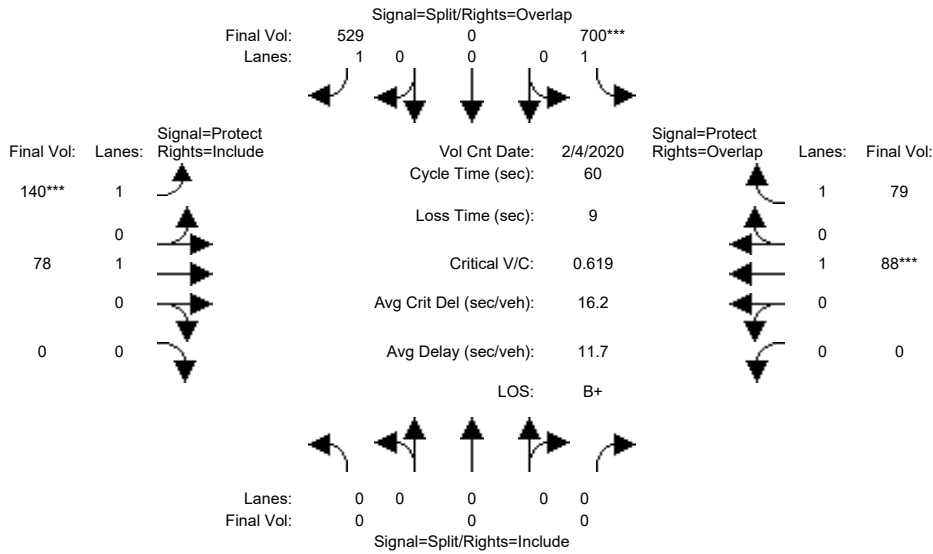 Signal=Split/Rights=Overlap
Final Vol: 529 0 700***
Lanes: 1 0 0 0 1
Signal=Protect
Final Vol: Lanes: Rights=Include
Vol Cnt Date: 2/4/2020
Signal=Protect
Rights=Overlap Lanes: Final Vol:
Cycle Time (sec): 60
140*** 1
1 79
Loss Time (sec): 9
0
0
78 1
Critical V/C: 0.619
1 88***
0
Avg Crit Del (sec/veh): 16.2
0
0 0
Avg Delay (sec/veh): 11.7
0 0
LOS: B+
Lanes: 0 0 0 0 0
Final Vol: 0 0 0
Signal=Split/Rights=Include